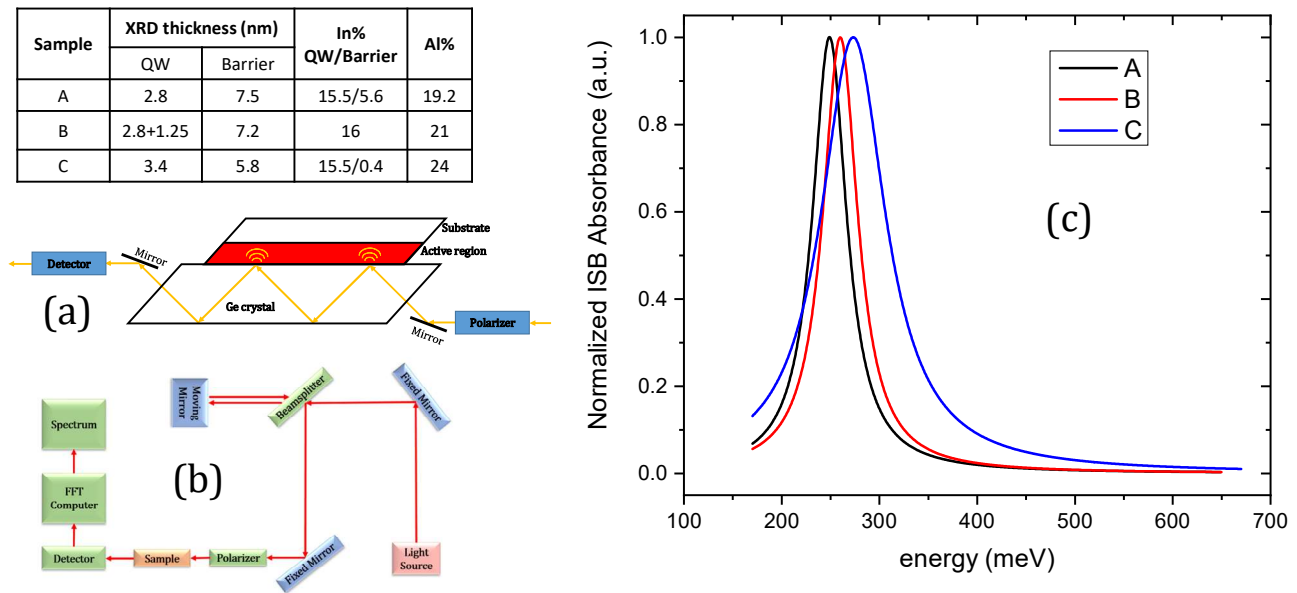 Sample XRD thickness (nm) In% QW/Barrier Al%
QW Barrier
A 2.8 7.5 15.5/5.6 19.2
B 2.8+1.25 7.2 16 21
C 3.4 5.8 15.5/0.4 24
Substrate
Active region
Mirror
Detector
Ge crystal
(a)
Mirror
Polarizer
Moving
Mirror
Beamsplitter
Fixed Mirror
Spectrum
(b)
FFT
Computer
Detector
Sample
Polarizer
Fixed Mirror
Light
Source
Normalized ISB Absorbance (a.u.)
1.0
0.8
0.6
0.4
0.2
0.0
A
B
C
(c)
100 200 300 400 500 600 700
energy (meV)